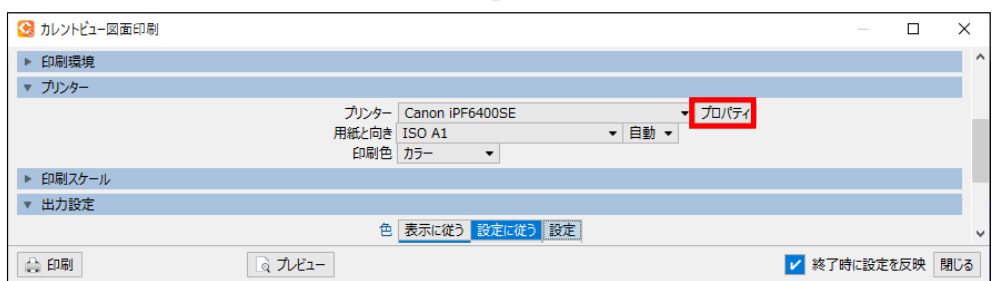 カレントビュー図面印刷
印刷環境
プリンター
プリンター Canon iPF6400SE プロパティ
用紙と向き ISO A1 自動
印刷色 カラー
印刷スケール
出力設定
色 表示に従う 設定に従う 設定
印刷 プレビュー 終了時に設定を反映 閉じる